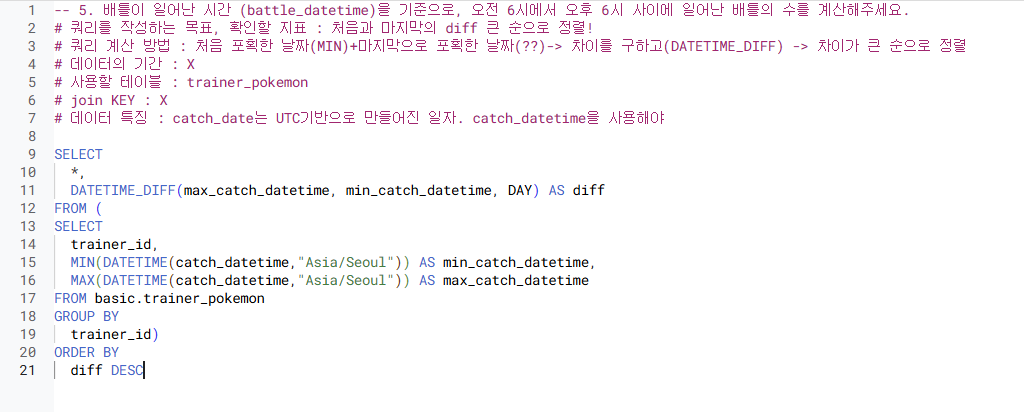 1 -- 5. 배틀이 일어난 시간 (battle_datetime)을 기준으로, 오전 6시에서 오후 6시 사이에 일어난 배틀의 수를 계산해주세요.
2 # 쿼리를 작성하는 목표, 확인할 지표 : 처음과 마지막의 diff 큰 순으로 정렬!
3 # 쿼리 계산 방법 : 처음 포획한 날짜(MIN)+마지막으로 포획한 날짜(??)-> 차이를 구하고(DATETIME_DIFF) -> 차이가 큰 순으로 정렬
4 # 데이터의 기간 : X
5 # 사용할 테이블 : trainer_pokemon
6 # join KEY : X
7 # 데이터 특징 : catch_date는 UTC기반으로 만들어진 일자. catch_datetime을 사용해야
8
9 SELECT
10 *,
11 DATETIME_DIFF(max_catch_datetime, min_catch_datetime, DAY) AS diff
12 FROM (
13 SELECT
14 trainer_id,
15 MIN(DATETIME(catch_datetime,"Asia/Seoul")) AS min_catch_datetime,
16 MAX(DATETIME(catch_datetime,"Asia/Seoul")) AS max_catch_datetime
17 FROM basic.trainer_pokemon
18 GROUP BY
19 trainer_id)
20 ORDER BY
21 diff DESC